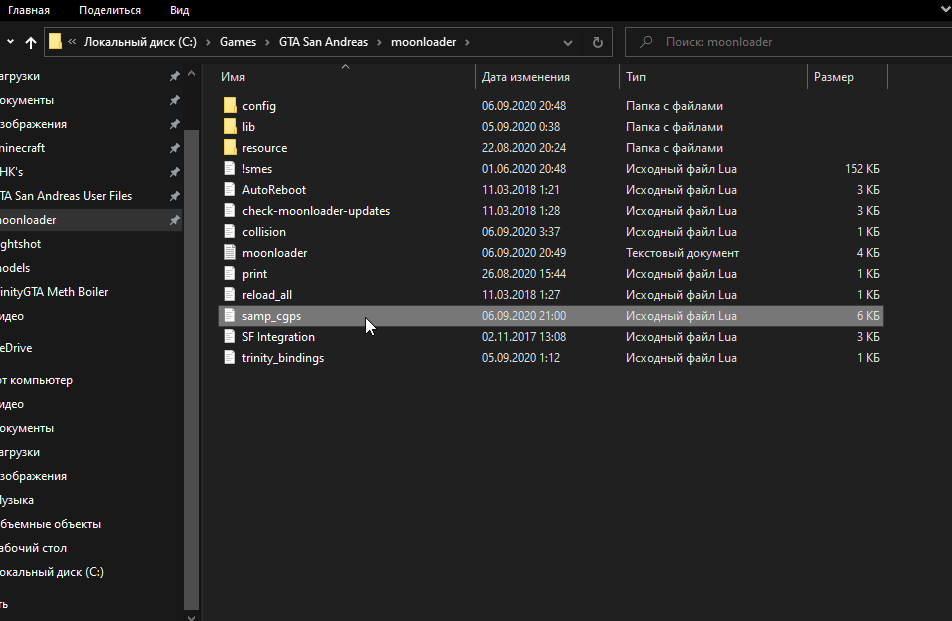 Главная Поделиться Вид
« Локальный диск (C:) › Games › GTA San Andreas › moonloader › Поиск: moonloader
Имя Дата изменения Тип Размер
config 06.09.2020 20:48 Папка с файлами
lib 05.09.2020 0:38 Папка с файлами
resource 22.08.2020 20:24 Папка с файлами
!smes 01.06.2020 20:48 Исходный файл Lua 152 КБ
AutoReboot 11.03.2018 1:21 Исходный файл Lua 3 КБ
check-moonloader-updates 11.03.2018 1:28 Исходный файл Lua 3 КБ
collision 06.09.2020 3:37 Исходный файл Lua 1 КБ
moonloader 06.09.2020 20:49 Текстовый документ 4 КБ
print 26.08.2020 15:44 Исходный файл Lua 1 КБ
reload_all 11.03.2018 1:27 Исходный файл Lua 1 КБ
samp_cgps 06.09.2020 21:00 Исходный файл Lua 6 КБ
SF Integration 02.11.2017 13:08 Исходный файл Lua 3 КБ
trinity_bindings 05.09.2020 1:12 Исходный файл Lua 1 КБ
агрузки
окументы
зображения
minecraft
НК's
TA San Andreas User Files
moonloader
ghtshot
models
rinityGTA Meth Boiler
идео
eDrive
от компьютер
идео
окументы
агрузки
зображения
узыка
бъемные объекты
абочий стол
окальный диск (C:)
ть